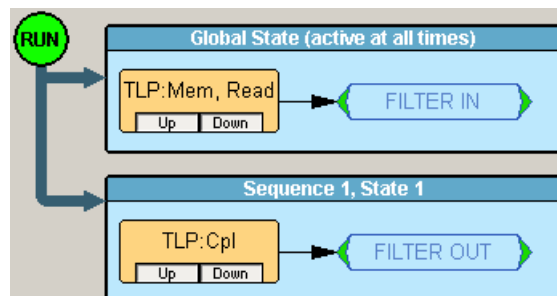 RUN
Global State (active at all times)
TLP:Mem, Read
Up Down
FILTER IN
Sequence 1, State 1
TLP:Cpl
Up Down
FILTER OUT